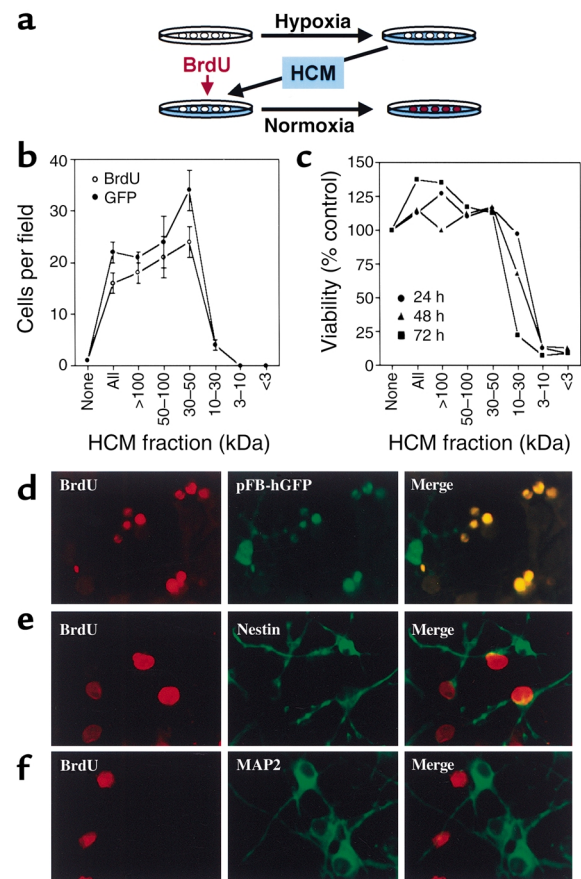 a
Hypoxia
BrdU
HCM
Normoxia
b
40
30
20
10
0
Cells per field
BrdU
GFP
None
All
>100
50–100
30–50
10–30
3–10
<3
HCM fraction (kDa)
c
150
125
100
75
50
25
0
Viability (% control)
24 h
48 h
72 h
None
All
>100
50–100
30–50
10–30
3–10
<3
HCM fraction (kDa)
d
BrdU
pFB-hGFP
Merge
e
BrdU
Nestin
Merge
f
BrdU
MAP2
Merge